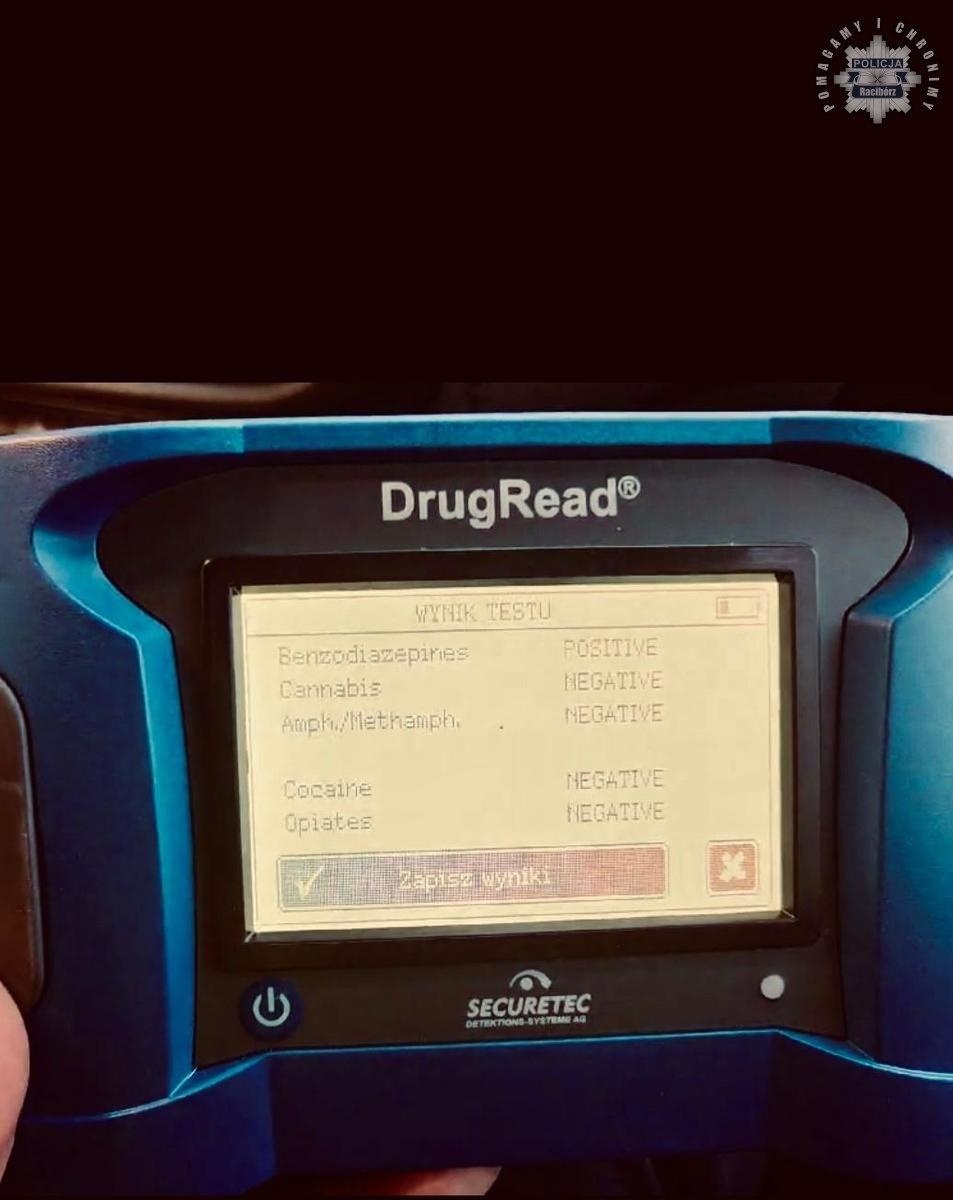 POMAGAMY I CHRONIMY
POLICJA
Racibórz
DrugRead®
WYNIK TESTU
Benzodiazepines POSITIVE
Cannabis NEGATIVE
Amph./Methamph. NEGATIVE
Cocaine NEGATIVE
Opiates NEGATIVE
Zapisz wyniki
SECURETEC
DETEKTIONS-SYSTEME AG